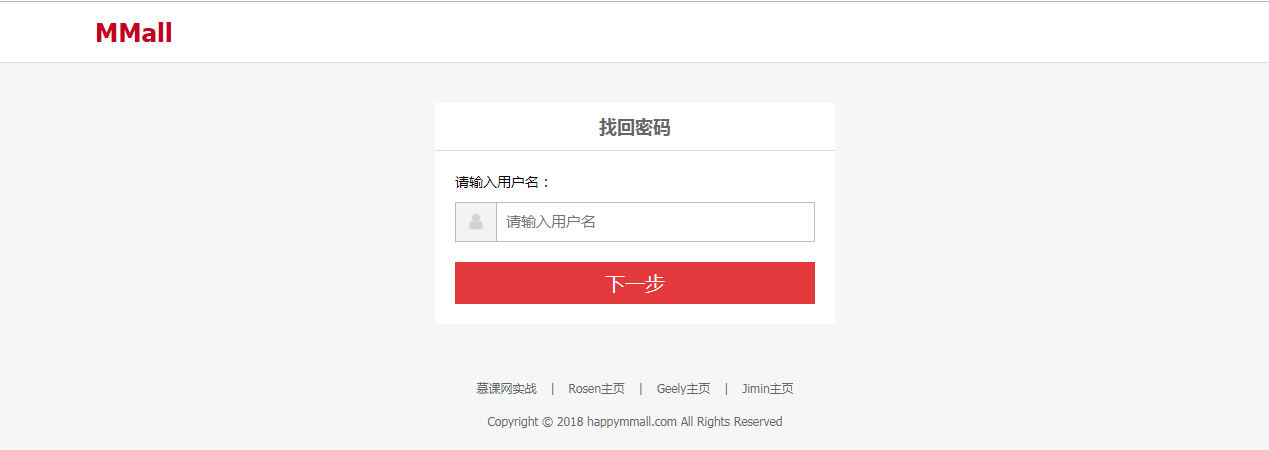 MMall
找回密码
请输入用户名：
请输入用户名
下一步
慕课网实战 | Rosen主页 | Geely主页 | Jimin主页
Copyright © 2018 happymmall.com All Rights Reserved